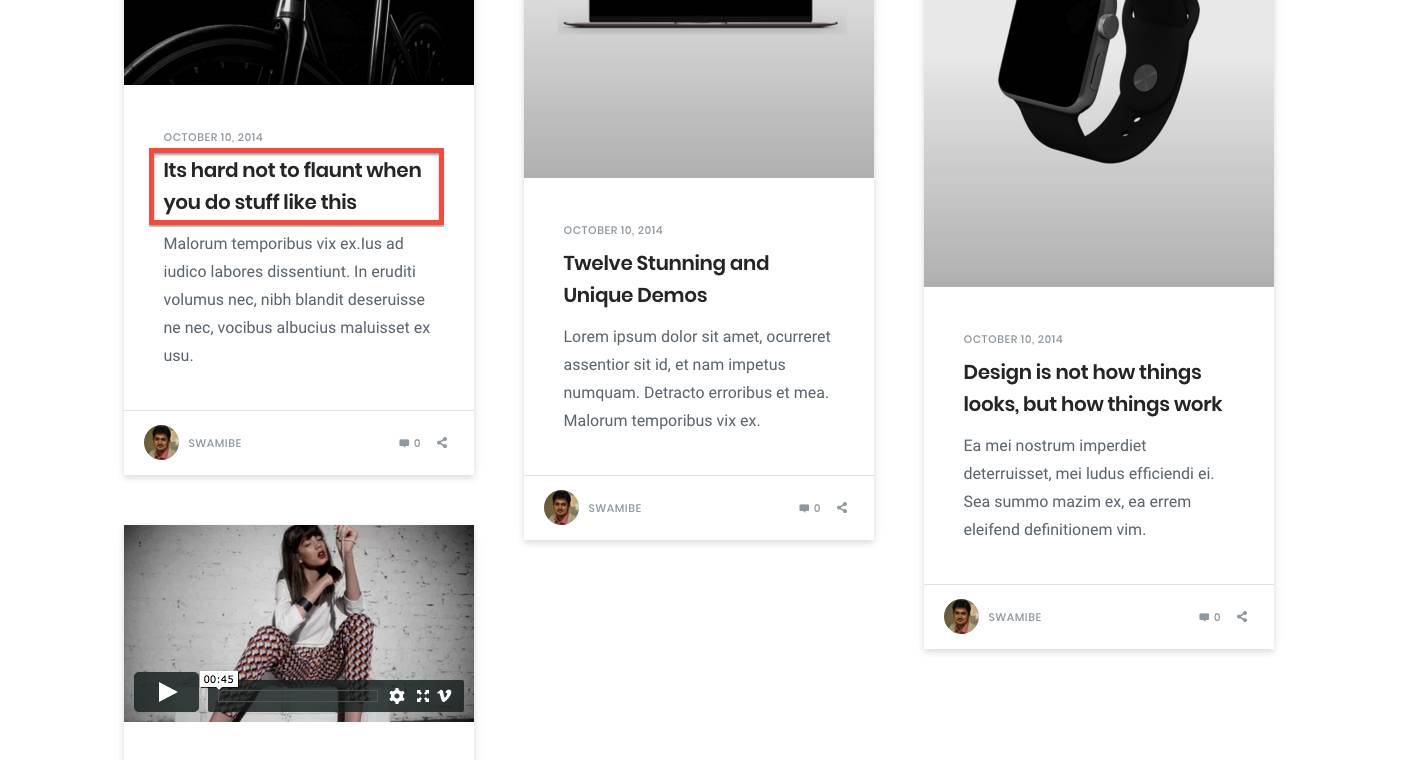 OCTOBER 10, 2014
Its hard not to flaunt when
you do stuff like this
Malorum temporibus vix ex.Ius ad
iudico labores dissentiunt. In eruditi
volumus nec, nibh blandit deseruisse
ne nec, vocibus albucius maluisset ex
usu.
SWAMIBE
0
00:45
OCTOBER 10, 2014
Twelve Stunning and
Unique Demos
Lorem ipsum dolor sit amet, ocurreret
assentior sit id, et nam impetus
numquam. Detracto erroribus et mea.
Malorum temporibus vix ex.
SWAMIBE
0
OCTOBER 10, 2014
Design is not how things
looks, but how things work
Ea mei nostrum imperdiet
deterruisset, mei ludus efficiendi ei.
Sea summo mazim ex, ea errem
eleifend definitionem vim.
SWAMIBE
0